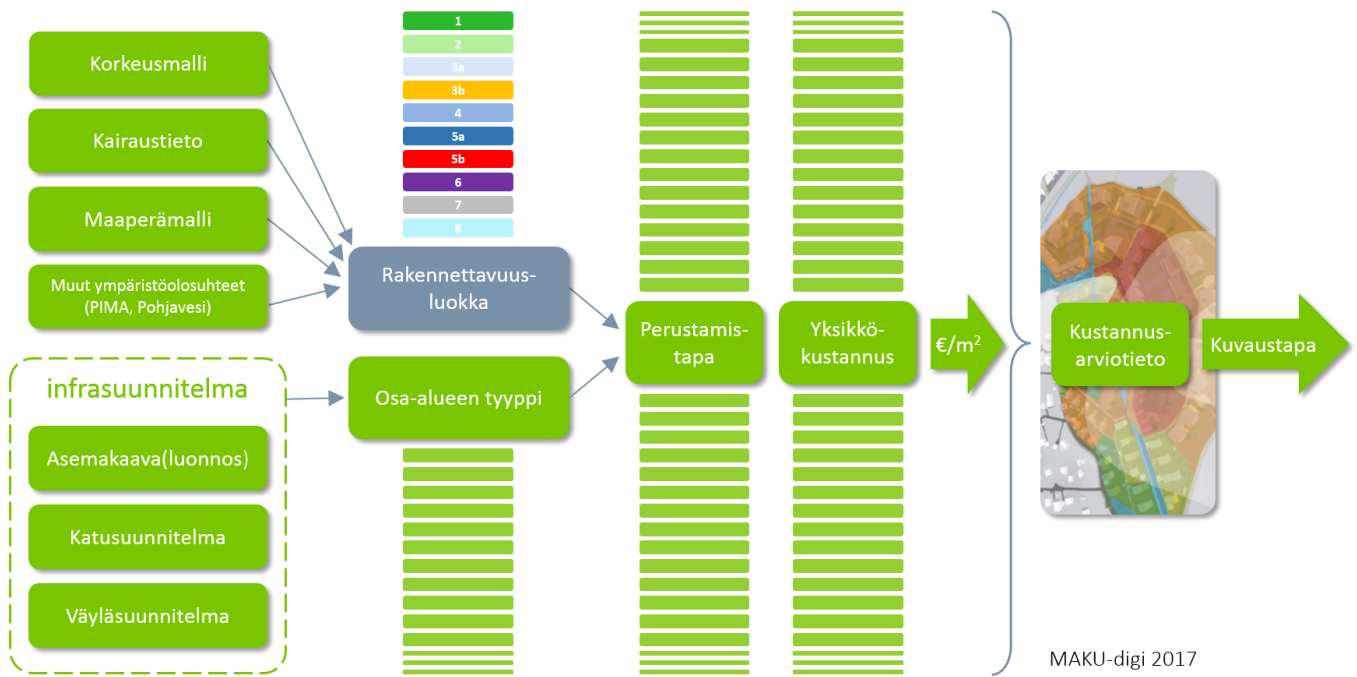 Korkeusmalli
Kairaustieto
Maaperämalli
Muut ympäristöolosuhteet
(PIMA, Pohjavesi)
infrasuunnitelma
Asemakaava(luonnos)
Katusuunnitelma
Väyläsuunnitelma
1
2
3a
3b
4
5a
5b
6
7
8
Rakennettavuus-
luokka
Osa-alueen tyyppi
Perustamis-
tapa
Yksikkö-
kustannus
€/m²
Kustannus-
arviotieto
Kuvaustapa
MAKU-digi 2017